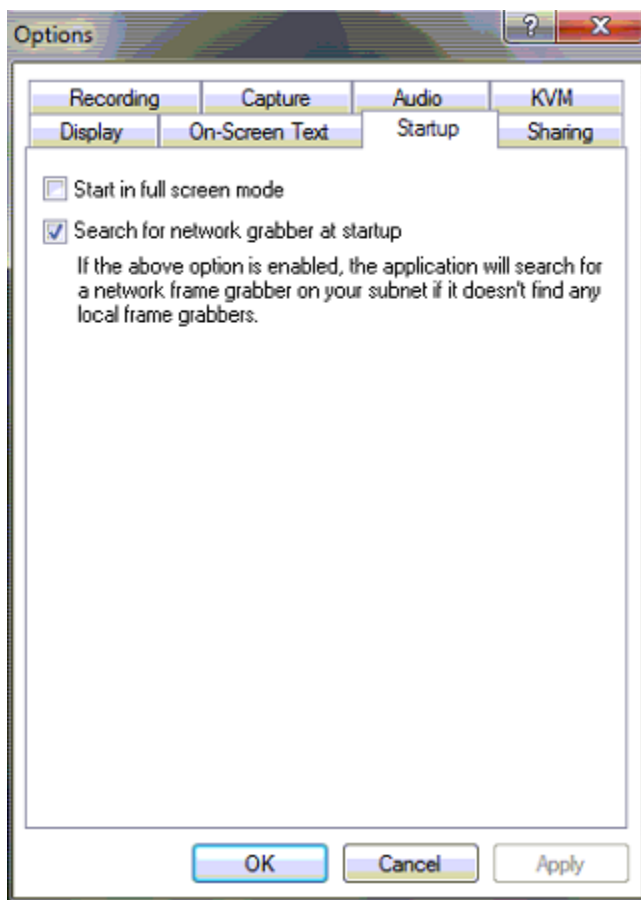 Options
?
X
Recording Capture Audio KVM
Display On-Screen Text Startup Sharing
Start in full screen mode
Search for network grabber at startup
If the above option is enabled, the application will search for
a network frame grabber on your subnet if it doesn't find any
local frame grabbers.
OK Cancel Apply